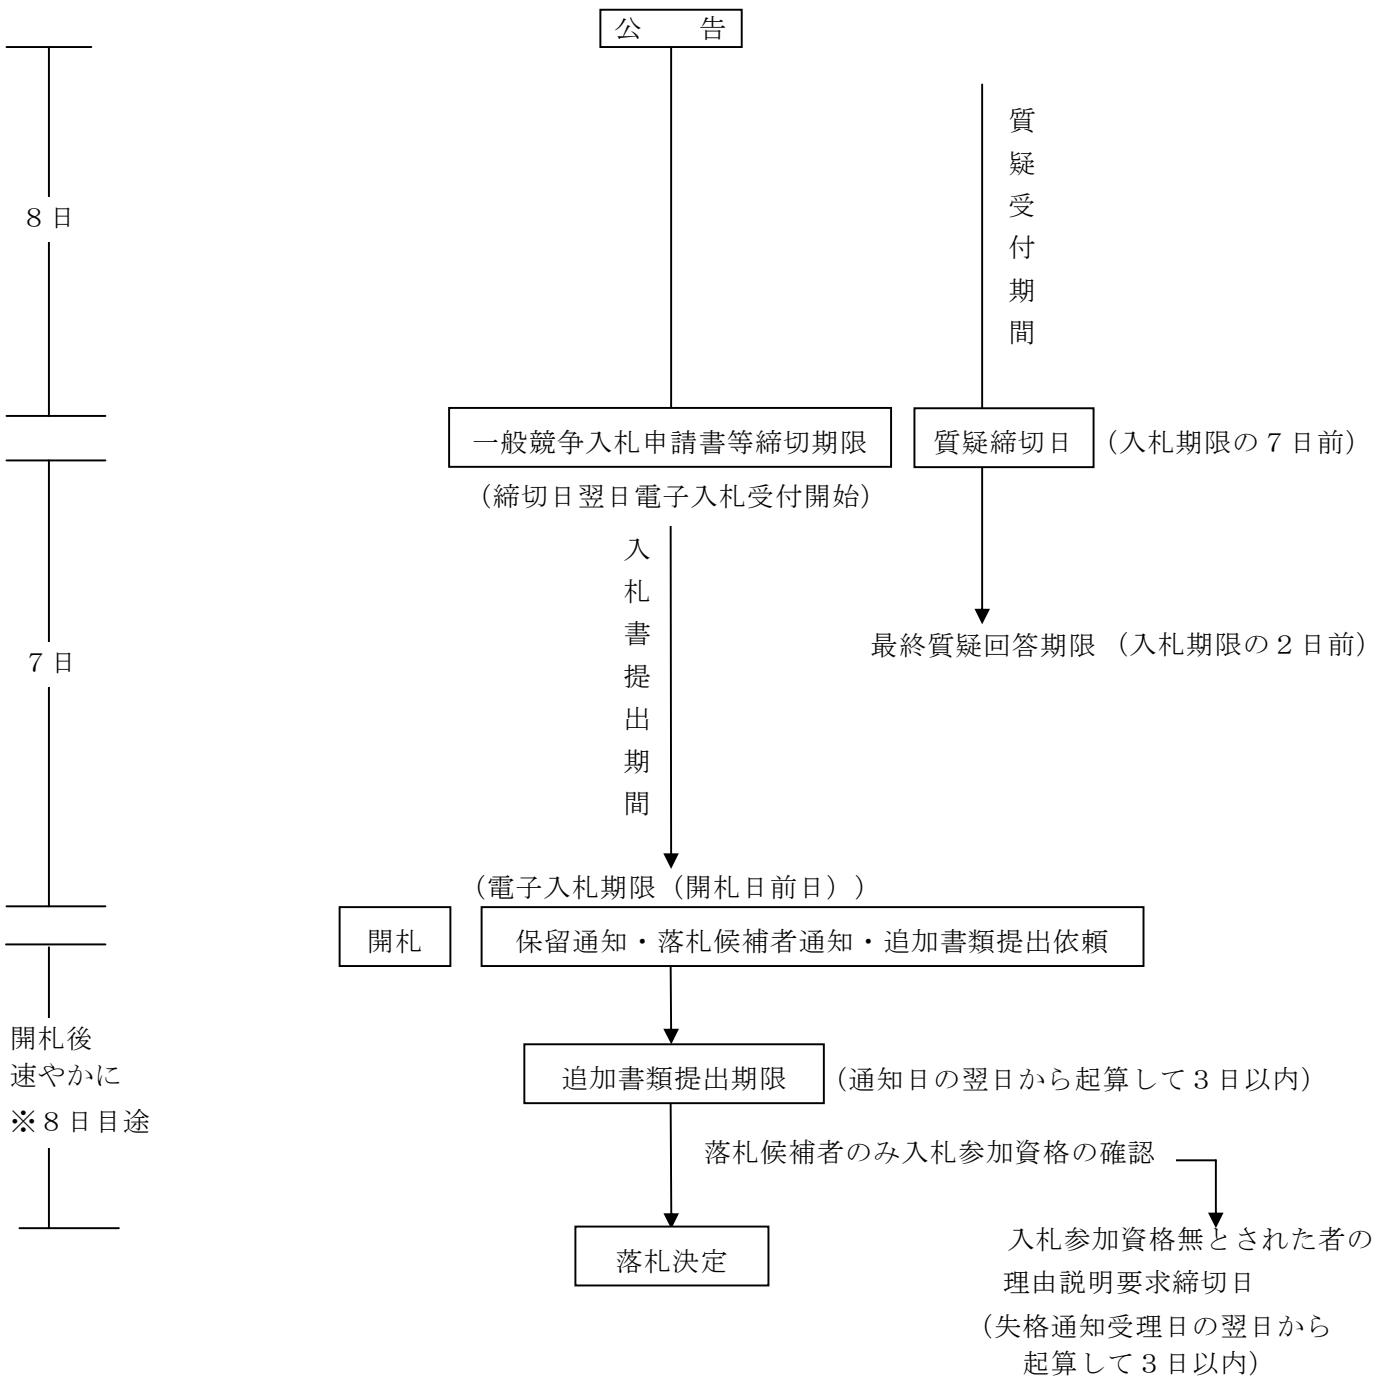 公　　告
質疑受付期間
８日
一般競争入札申請書等締切期限
質疑締切日
（入札期限の７日前）
（締切日翌日電子入札受付開始）
入札書提出期間
最終質疑回答期限
（入札期限の２日前）
７日
（電子入札期限（開札日前日））
開札
保留通知・落札候補者通知・追加書類提出依頼
開札後
速やかに
※８日目途
追加書類提出期限
（通知日の翌日から起算して３日以内）
落札候補者のみ入札参加資格の確認
落札決定
入札参加資格無とされた者の
理由説明要求締切日
（失格通知受理日の翌日から
起算して３日以内）